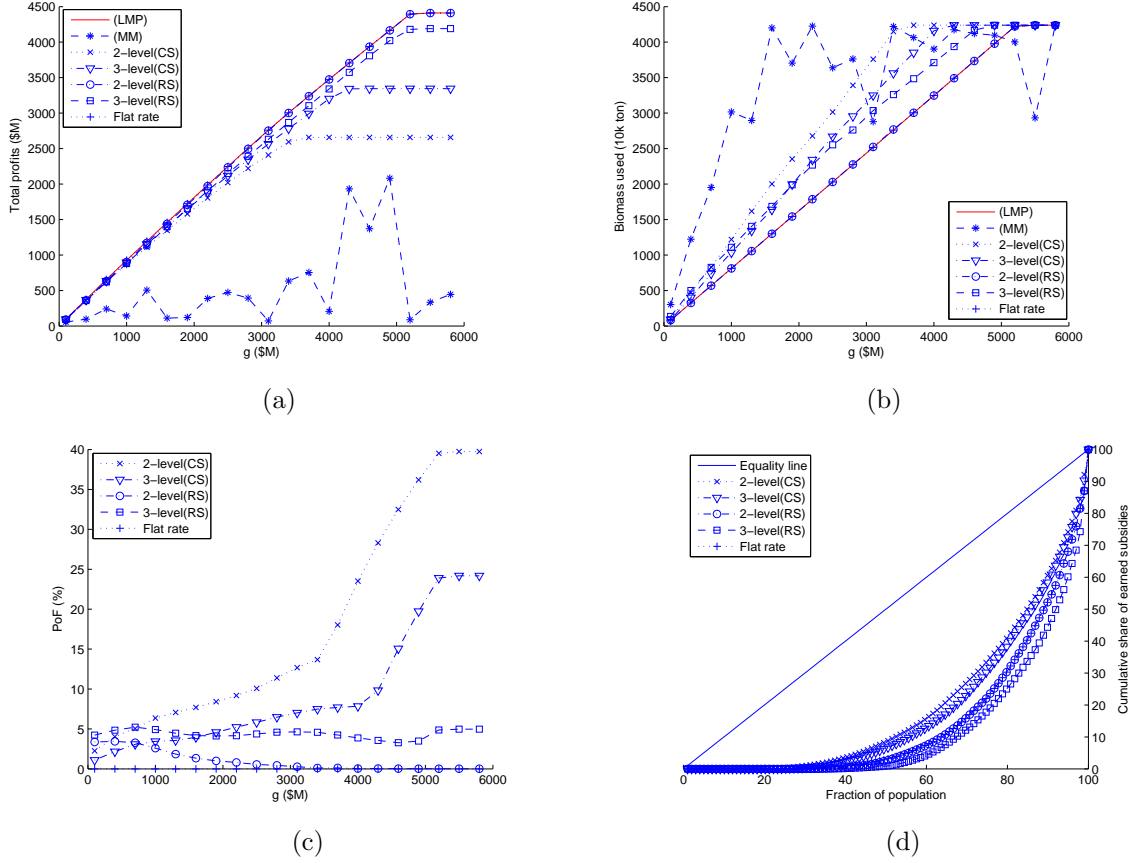 4500
4000
3500
3000
2500
2000
1500
1000
500
0
Total profits ($M)
(LMP)
(MM)
2−level(CS)
3−level(CS)
2−level(RS)
3−level(RS)
Flat rate
0 1000 2000 3000 4000 5000 6000
g ($M)
(a)
4500
4000
3500
3000
2500
2000
1500
1000
500
0
Biomass used (10k ton)
(LMP)
(MM)
2−level(CS)
3−level(CS)
2−level(RS)
3−level(RS)
Flat rate
0 1000 2000 3000 4000 5000 6000
g ($M)
(b)
40
35
30
25
20
15
10
5
0
PoF (%)
2−level(CS)
3−level(CS)
2−level(RS)
3−level(RS)
Flat rate
0 1000 2000 3000 4000 5000 6000
g ($M)
(c)
Equality line
2−level(CS)
3−level(CS)
2−level(RS)
3−level(RS)
Flat rate
100
90
80
70
60
50
40
30
20
10
0
Cumulative share of earned subsidies
0 20 40 60 80 100
Fraction of population
(d)